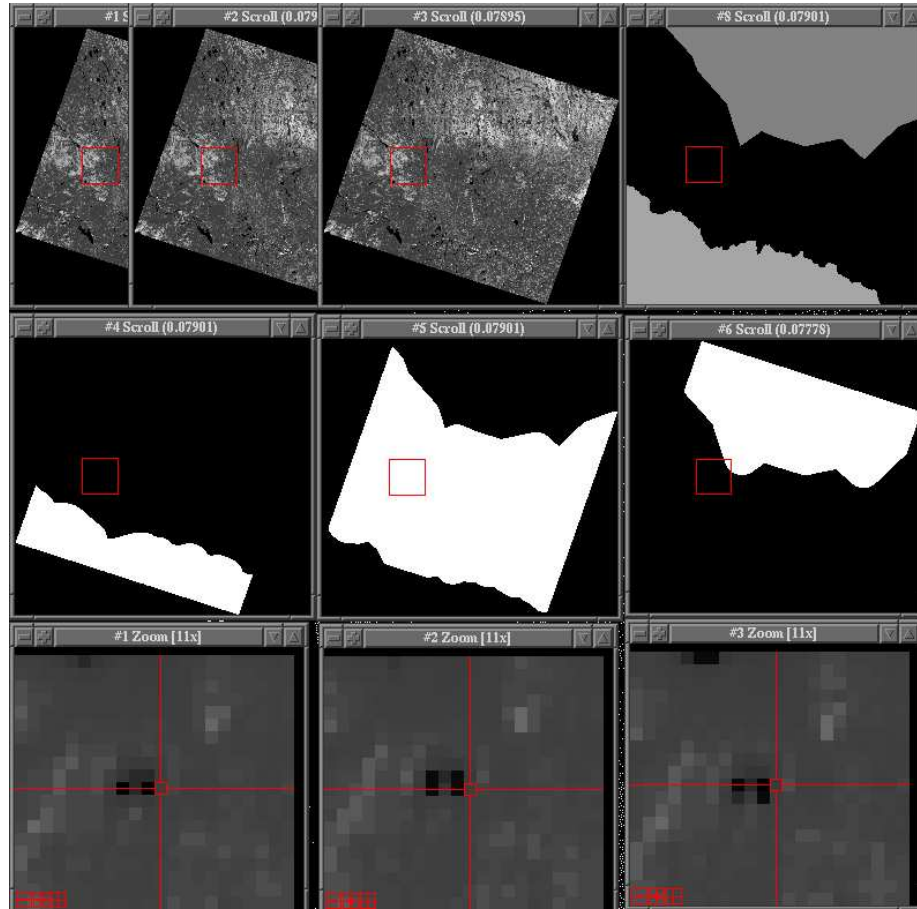 #1 S
#2 Scroll (0.079
#3 Scroll (0.07895)
#8 Scroll (0.07901)
#4 Scroll (0.07901)
#5 Scroll (0.07901)
#6 Scroll (0.07778)
#1 Zoom [11x]
#2 Zoom [11x]
#3 Zoom [11x]